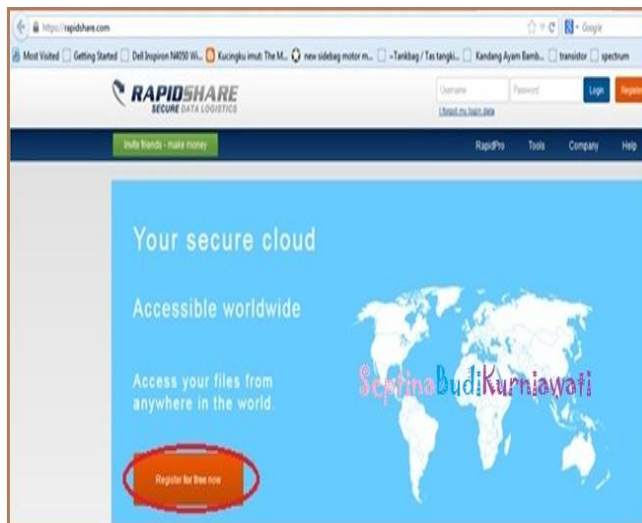 https://rapidshare.com
Google
Most Visited Getting Started Dell Inspiron N4050 Wi... Kucingku imut: The M... new sidebag motor m... ~Tankbag / Tas tangki... Kandang Ayam Bamb... transistor spectrum
RAPIDSHARE
SECURE DATA LOGISTICS
Username Password Login Register
I forgot my login data
Invite friends - make money RapidPro Tools Company Help
Your secure cloud
Accessible worldwide
Access your files from
anywhere in the world.
SeptinaBudiKurniawati
Register for free now